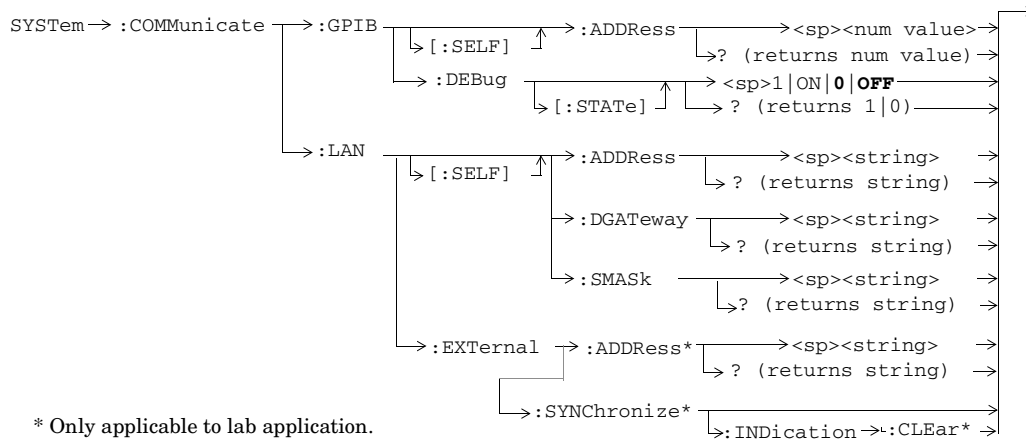 SYSTem :COMMunicate :GPIB :ADDRess <sp><num value>
[:SELF] ? (returns num value)
:DEBug <sp>1|ON|0|OFF
[:STATe] ? (returns 1|0)
:LAN :ADDRess <sp><string>
[:SELF] ? (returns string)
:DGATeway <sp><string>
? (returns string)
:SMASk <sp><string>
? (returns string)
:EXTernal :ADDRess* <sp><string>
? (returns string)
:SYNChronize*
* Only applicable to lab application. :INDication :CLEar*